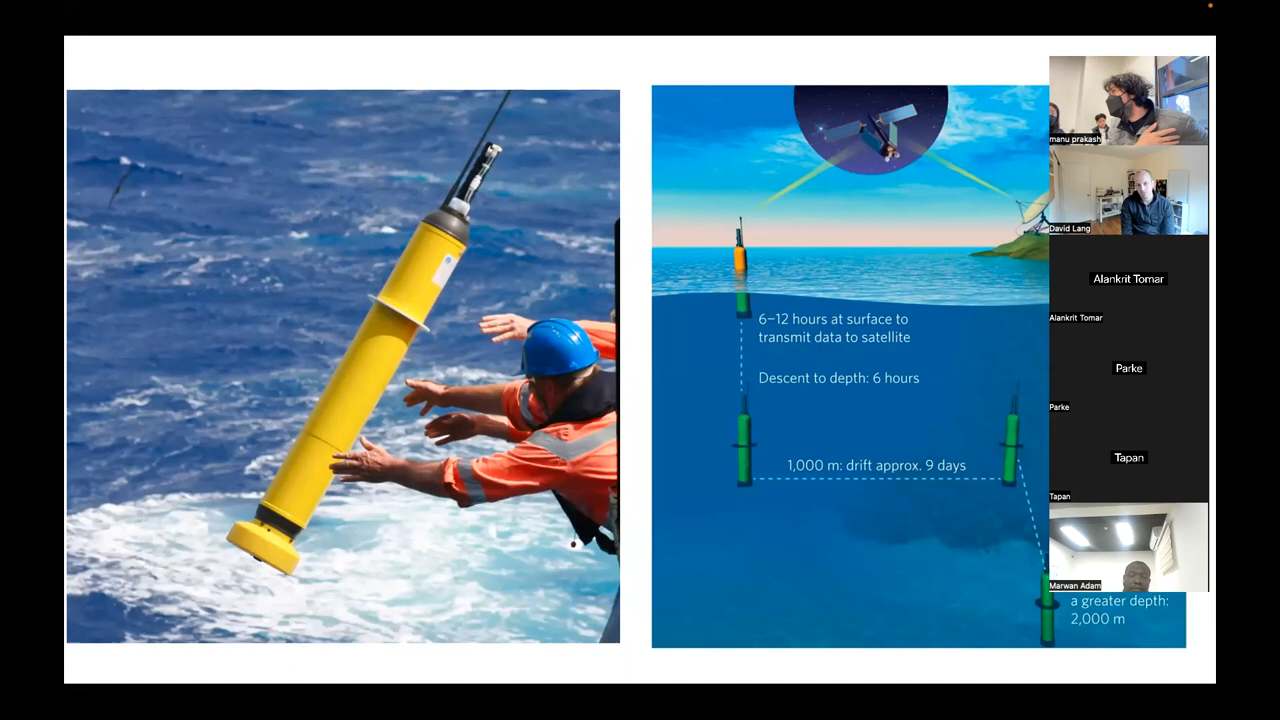 6–12 hours at surface to
transmit data to satellite
Descent to depth: 6 hours
1,000 m: drift approx. 9 days
a greater depth:
2,000 m
manu prakash
David Lang
Alankrit Tomar
Alankrit Tomar
Parke
Parke
Tapan
Tapan
Marwan Adam